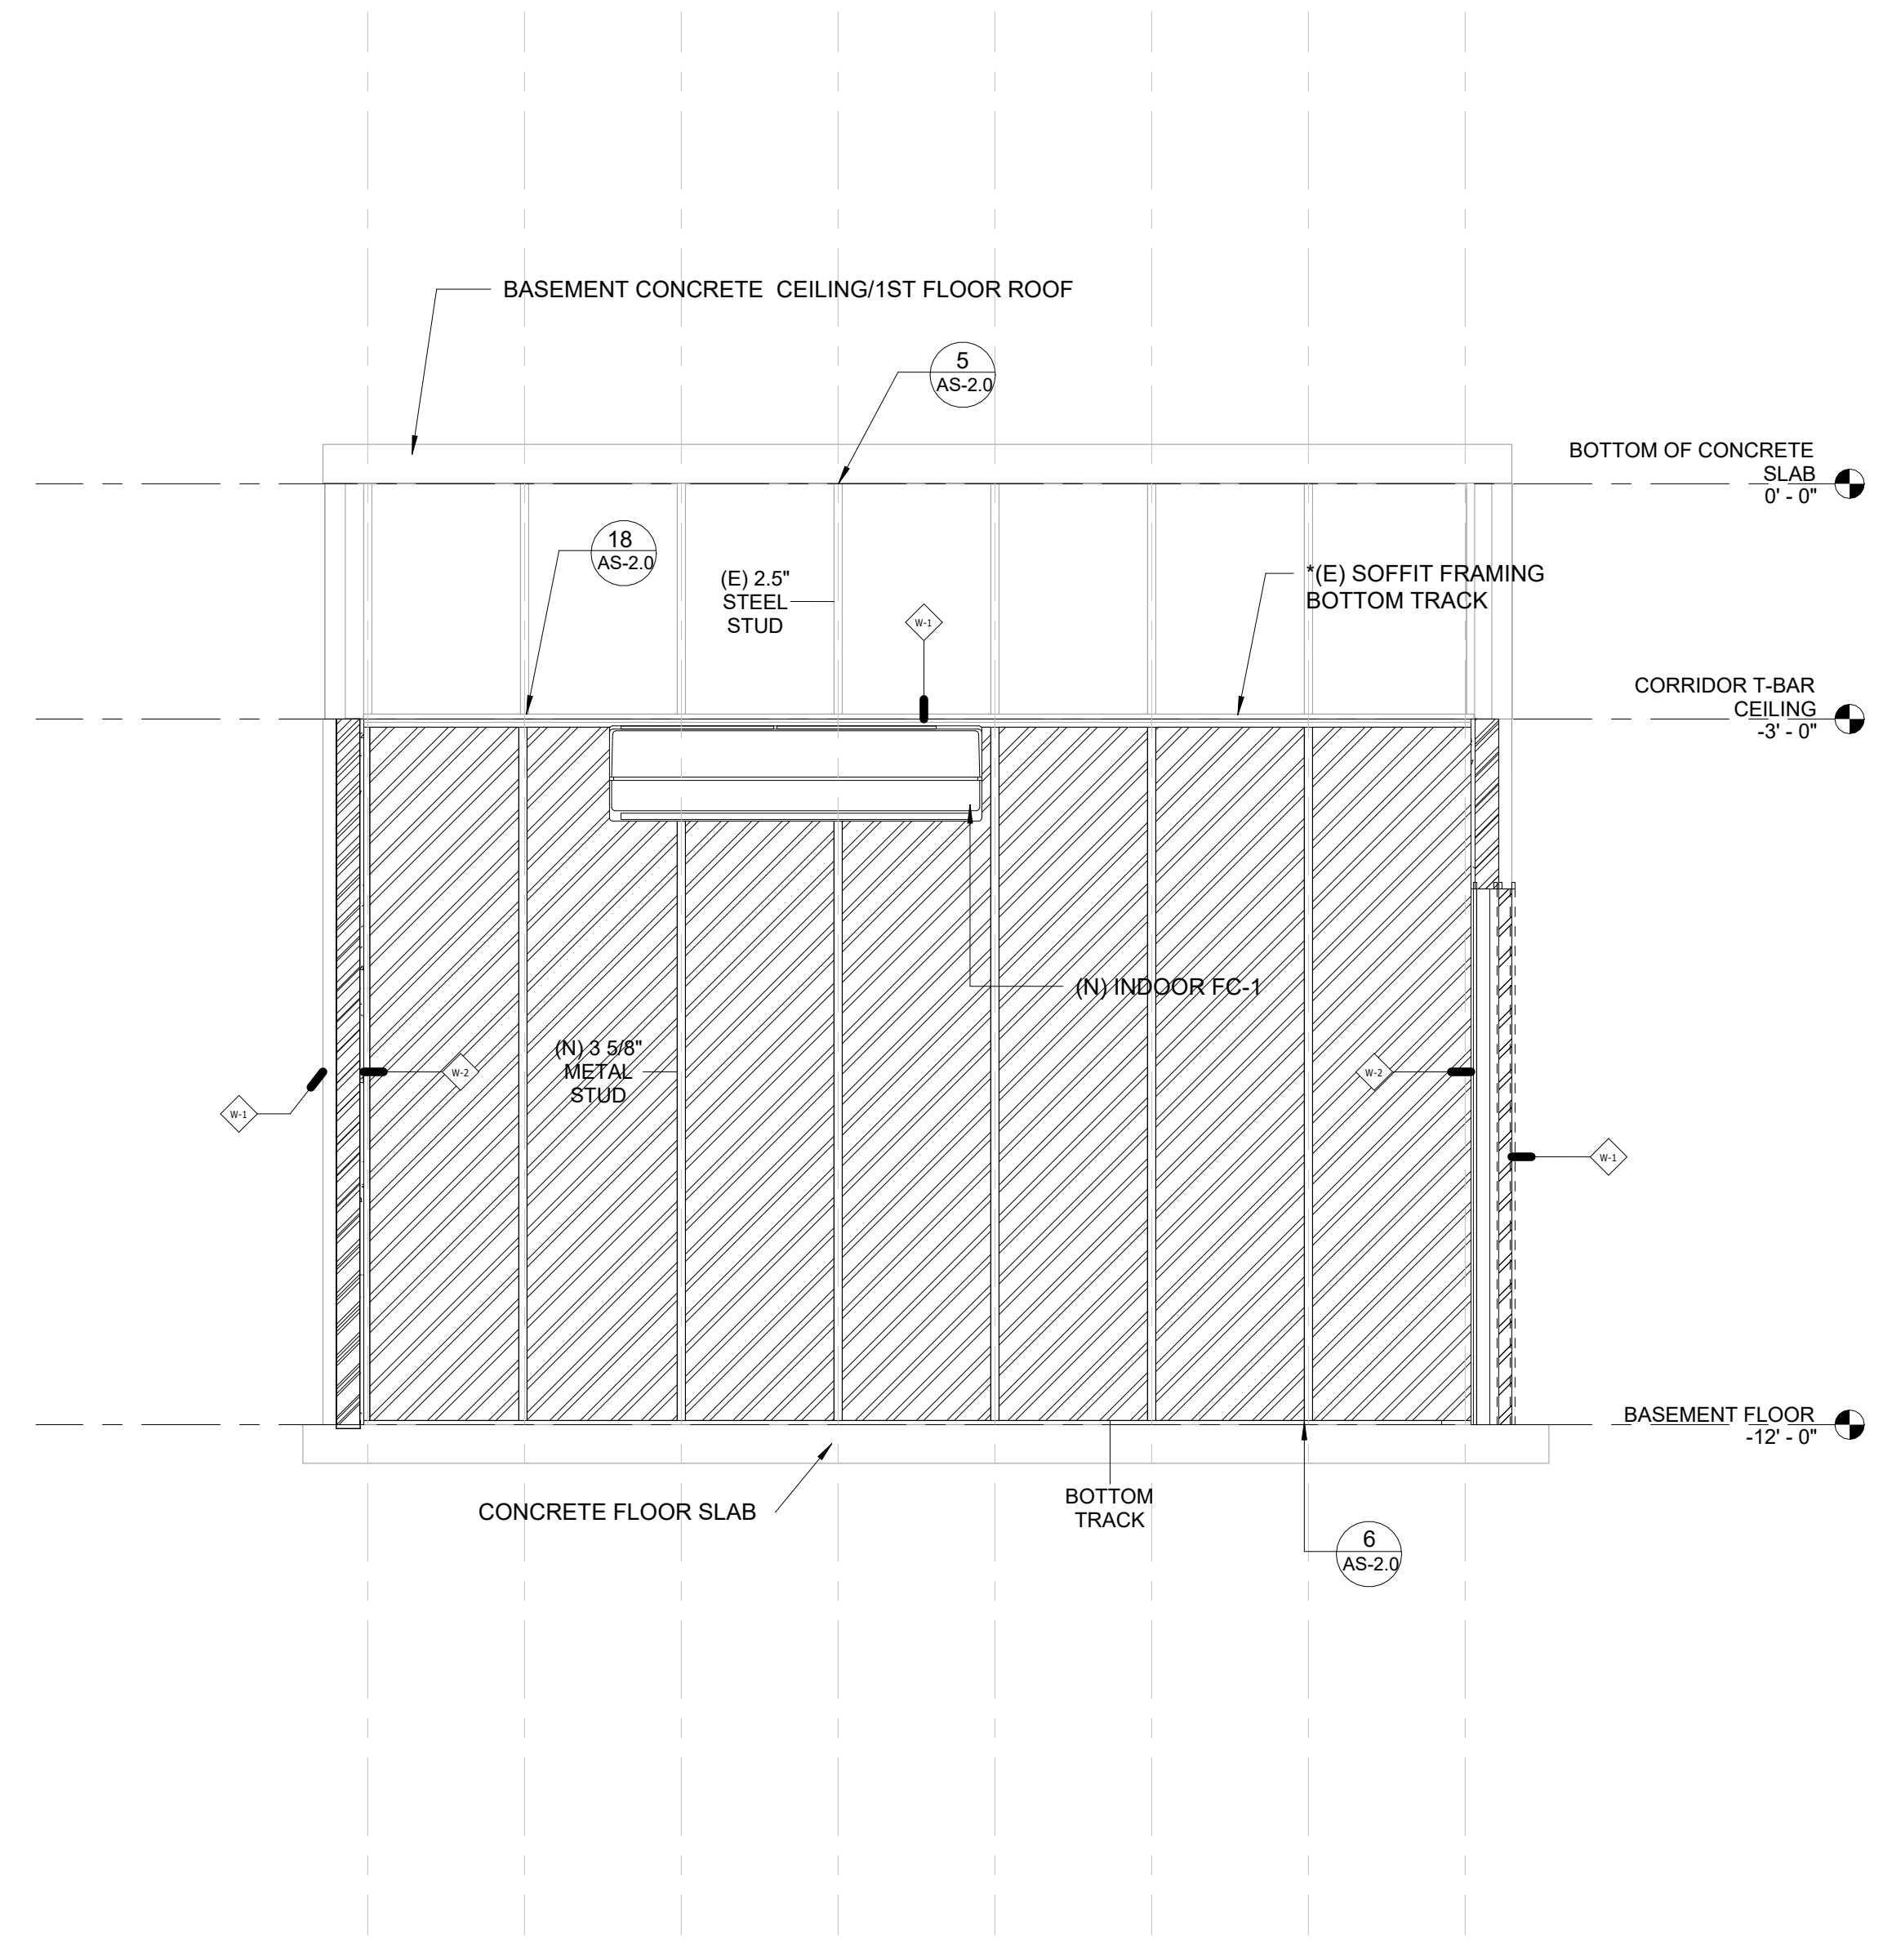 BASEMENT CONCRETE  CEILING/1ST FLOOR ROOF
5
AS-2.0
BOTTOM OF CONCRETE
SLAB
0' - 0"
18
AS-2.0
(E) 2.5"
STEEL
STUD
*(E) SOFFIT FRAMING
BOTTOM TRACK
W-1
CORRIDOR T-BAR
CEILING
-3' - 0"
(N) INDOOR FC-1
(N) 3 5/8"
METAL
STUD
W-2
W-2
W-1
W-1
BASEMENT FLOOR
-12' - 0"
CONCRETE FLOOR SLAB
BOTTOM
TRACK
6
AS-2.0